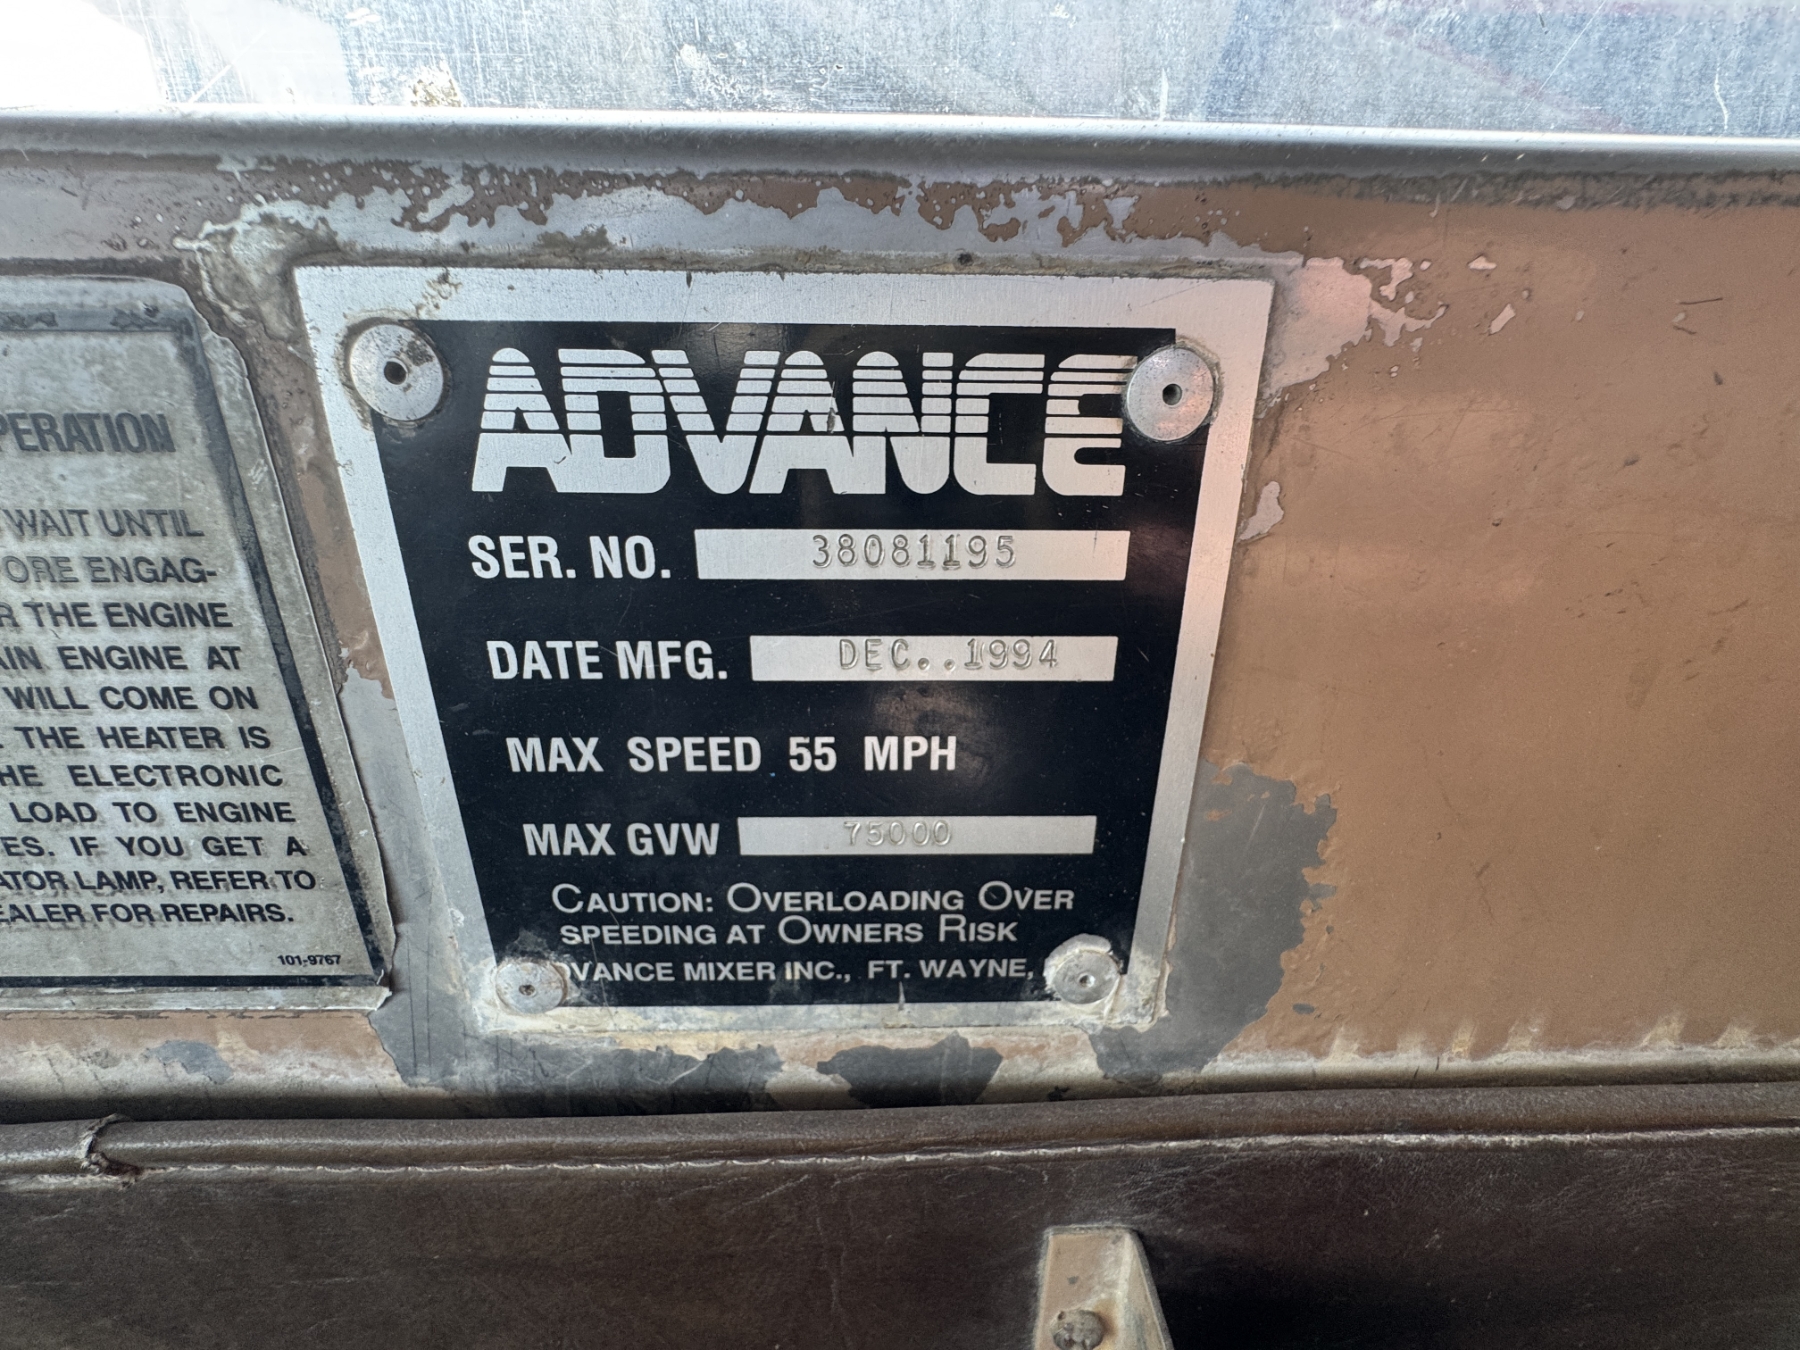 PERATION
WAIT UNTIL
ORE ENGAG-
R THE ENGINE
AIN ENGINE AT
WILL COME ON
. THE HEATER IS
HE ELECTRONIC
LOAD TO ENGINE
ES. IF YOU GET A
ATOR LAMP, REFER TO
EALER FOR REPAIRS.
101-9767
ADVANCE
SER. NO. 38081195
DATE MFG. DEC..1994
MAX SPEED 55 MPH
MAX GVW 75000
CAUTION: OVERLOADING OVER
SPEEDING AT OWNERS RISK
DVANCE MIXER INC., FT. WAYNE,